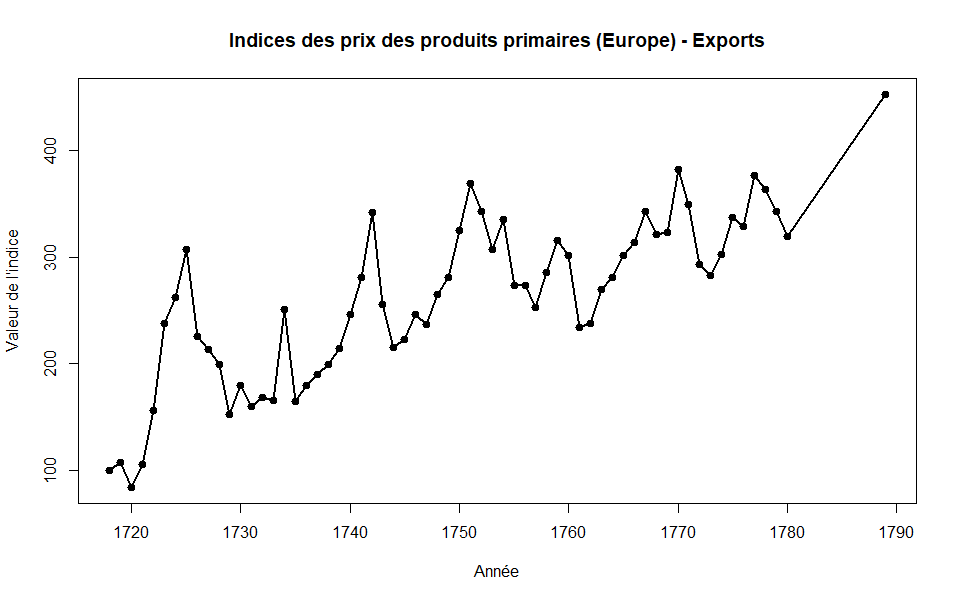 Indices des prix des produits primaires (Europe) - Exports
Valeur de l'indice
400
300
200
100
1720 1730 1740 1750 1760 1770 1780 1790
Année